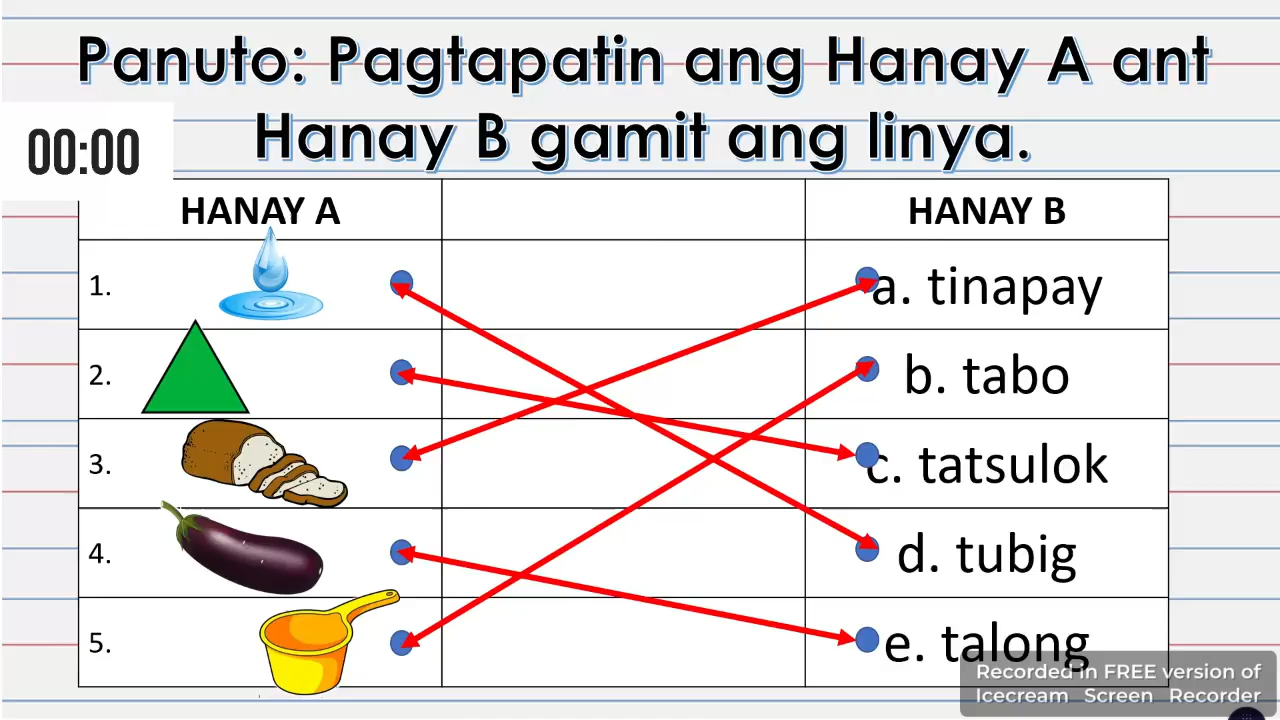 Panuto: Pagtapatin ang Hanay A ant
Hanay B gamit ang linya.
00:00
HANAY A HANAY B
1. a. tinapay
2. b. tabo
3. c. tatsulok
4. d. tubig
5. e. talong
Recorded in FREE version of
Icecream Screen Recorder